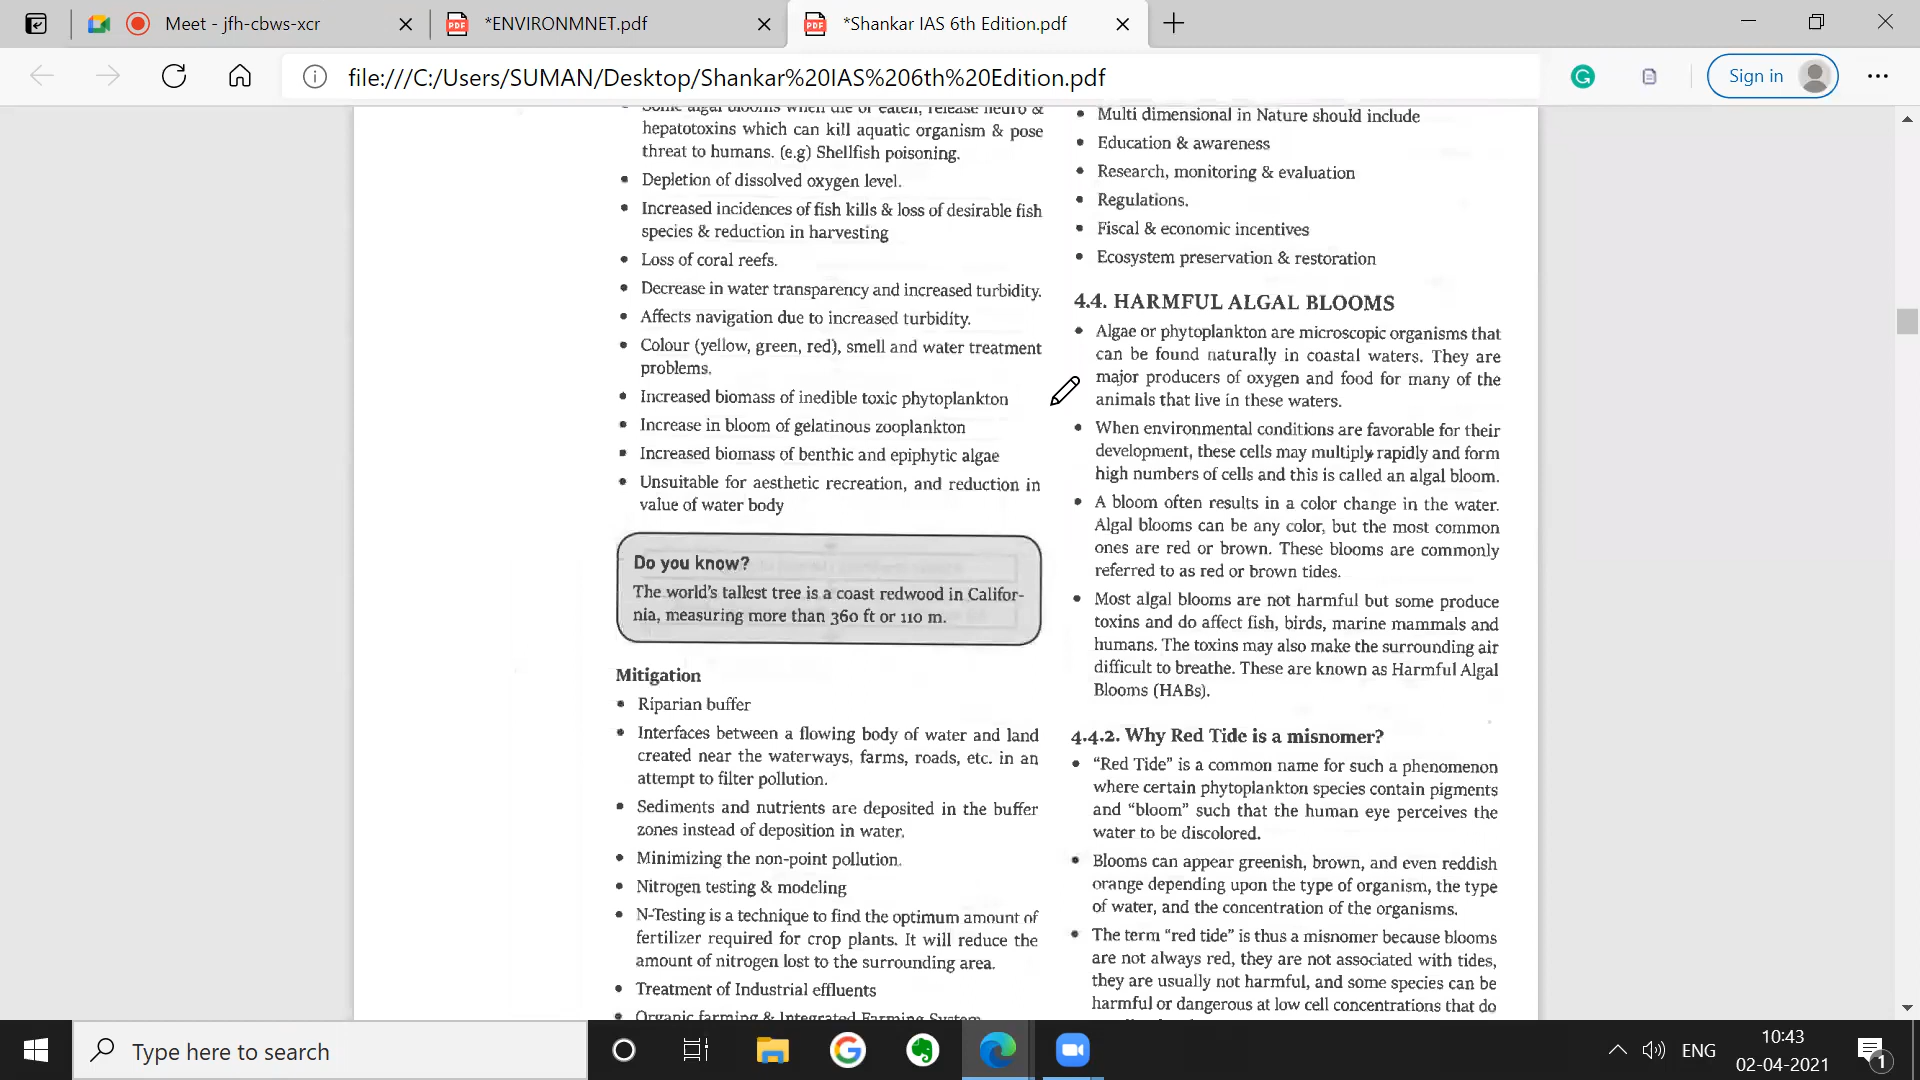 Meet - jfh-cbws-xcr
*ENVIRONMNET.pdf
*Shankar IAS 6th Edition.pdf
file:///C:/Users/SUMAN/Desktop/Shankar%20IAS%206th%20Edition.pdf
Sign in
Some algal blooms when die or eaten, release neuro &
hepatotoxins which can kill aquatic organism & pose
threat to humans. (e.g) Shellfish poisoning.
• Depletion of dissolved oxygen level.
• Increased incidences of fish kills & loss of desirable fish
species & reduction in harvesting
• Loss of coral reefs.
• Decrease in water transparency and increased turbidity.
• Affects navigation due to increased turbidity.
• Colour (yellow, green, red), smell and water treatment
problems.
• Increased biomass of inedible toxic phytoplankton
• Increase in bloom of gelatinous zooplankton
• Increased biomass of benthic and epiphytic algae
• Unsuitable for aesthetic recreation, and reduction in
value of water body
Do you know?
The world's tallest tree is a coast redwood in Califor-
nia, measuring more than 360 ft or 110 m.
Mitigation
• Riparian buffer
• Interfaces between a flowing body of water and land
created near the waterways, farms, roads, etc. in an
attempt to filter pollution.
• Sediments and nutrients are deposited in the buffer
zones instead of deposition in water.
• Minimizing the non-point pollution.
• Nitrogen testing & modeling
• N-Testing is a technique to find the optimum amount of
fertilizer required for crop plants. It will reduce the
amount of nitrogen lost to the surrounding area.
• Treatment of Industrial effluents
• Organic farming & Integrated Farming System
• Multi dimensional in Nature should include
• Education & awareness
• Research, monitoring & evaluation
• Regulations.
• Fiscal & economic incentives
• Ecosystem preservation & restoration
4.4. HARMFUL ALGAL BLOOMS
• Algae or phytoplankton are microscopic organisms that
can be found naturally in coastal waters. They are
major producers of oxygen and food for many of the
animals that live in these waters.
• When environmental conditions are favorable for their
development, these cells may multiply rapidly and form
high numbers of cells and this is called an algal bloom.
• A bloom often results in a color change in the water.
Algal blooms can be any color, but the most common
ones are red or brown. These blooms are commonly
referred to as red or brown tides.
• Most algal blooms are not harmful but some produce
toxins and do affect fish, birds, marine mammals and
humans. The toxins may also make the surrounding air
difficult to breathe. These are known as Harmful Algal
Blooms (HABs).
4.4.2. Why Red Tide is a misnomer?
• "Red Tide" is a common name for such a phenomenon
where certain phytoplankton species contain pigments
and "bloom" such that the human eye perceives the
water to be discolored.
• Blooms can appear greenish, brown, and even reddish
orange depending upon the type of organism, the type
of water, and the concentration of the organisms.
• The term "red tide" is thus a misnomer because blooms
are not always red, they are not associated with tides,
they are usually not harmful, and some species can be
harmful or dangerous at low cell concentrations that do
Type here to search
ENG
10:43
02-04-2021
1